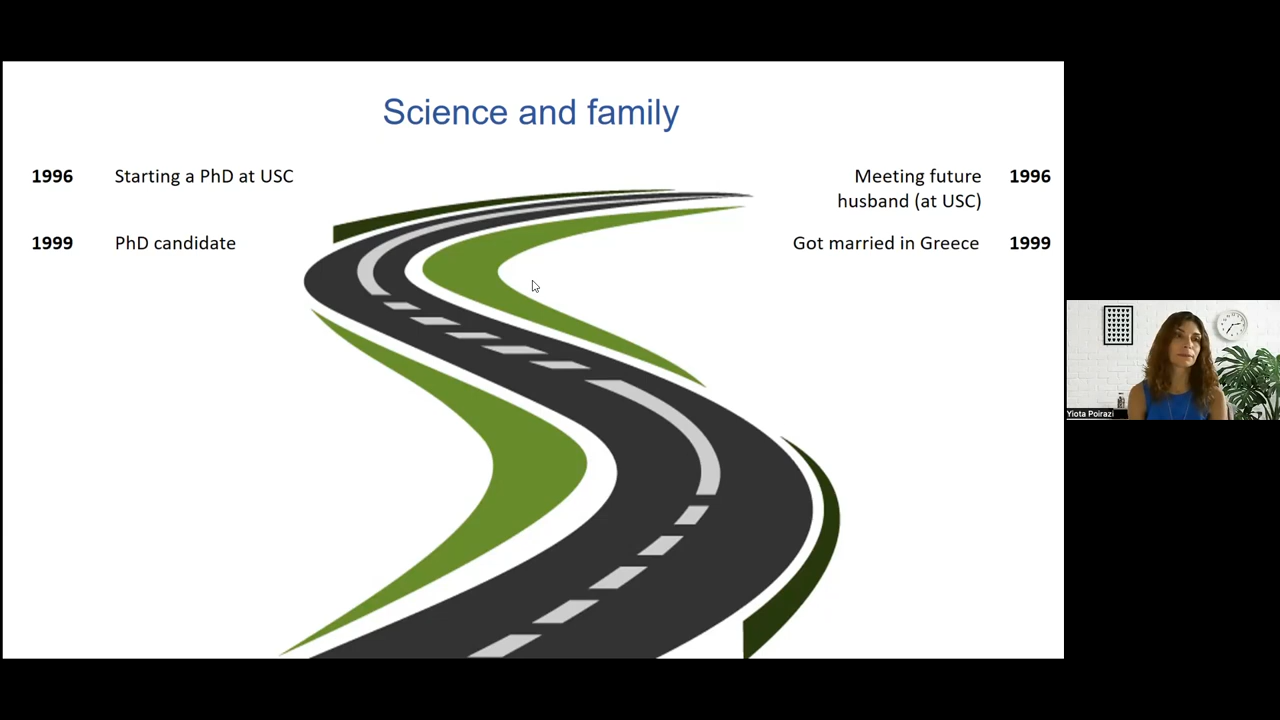 Science and family
1996 Starting a PhD at USC
Meeting future 1996
husband (at USC)
1999 PhD candidate
Got married in Greece 1999
Yiota Poirazi